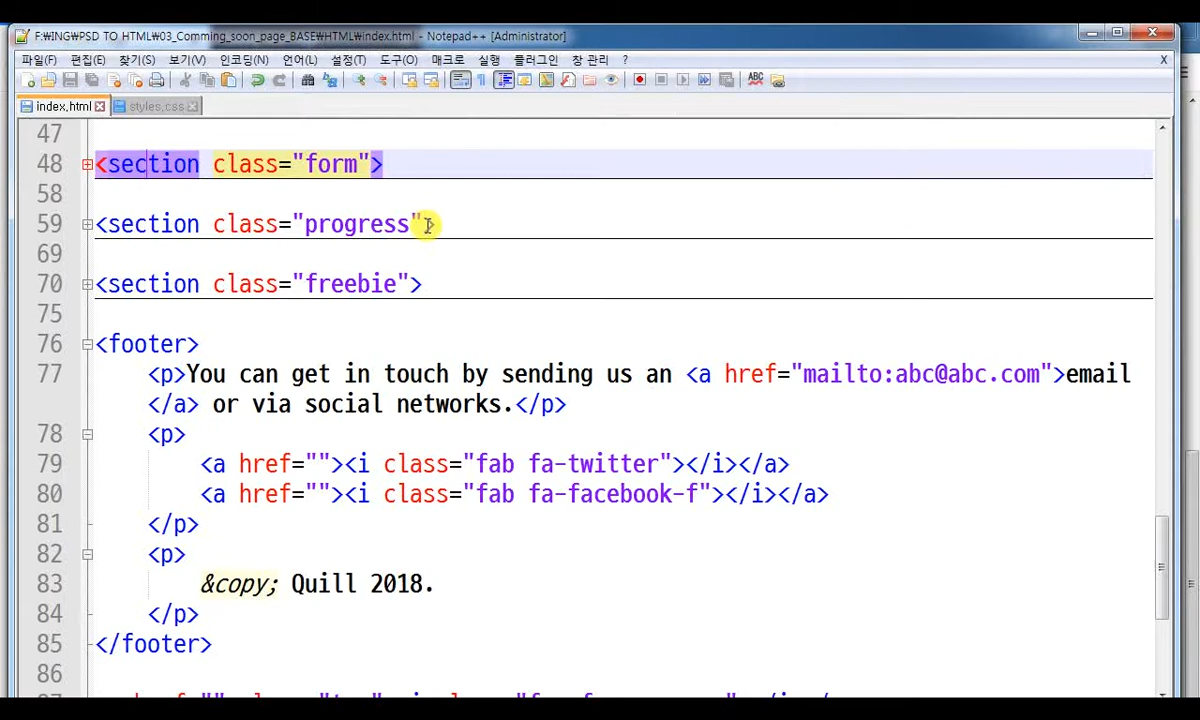 F:₩ING₩PSD TO HTML₩03_Comming_soon_page_BASE₩HTML₩index.html - Notepad++ [Administrator]
파일(F) 편집(E) 찾기(S) 보기(V) 인코딩(N) 언어(L) 설정(T) 도구(O) 매크로 실행 플러그인 창 관리 ? X
index.html styles.css
47
48 <section class="form">
58
59 <section class="progress">
69
70 <section class="freebie">
75
76 <footer>
77 <p>You can get in touch by sending us an <a href="mailto:abc@abc.com">email
</a> or via social networks.</p>
78 <p>
79 <a href=""><i class="fab fa-twitter"></i></a>
80 <a href=""><i class="fab fa-facebook-f"></i></a>
81 </p>
82 <p>
83 &copy; Quill 2018.
84 </p>
85 </footer>
86